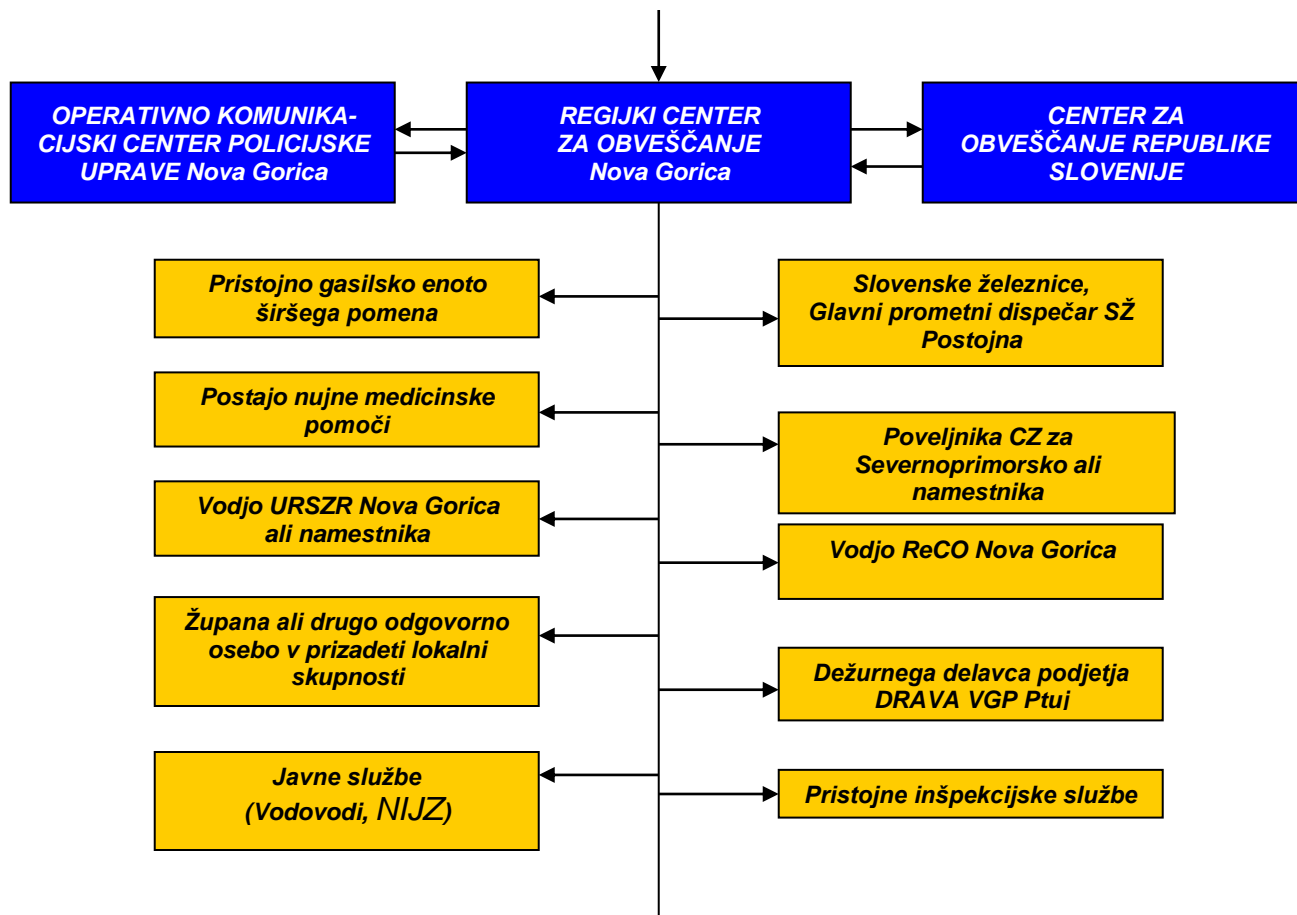 OPERATIVNO KOMUNIKA-
CIJSKI CENTER POLICIJSKE
UPRAVE Nova Gorica
REGIJKI CENTER
ZA OBVEŠČANJE
Nova Gorica
CENTER ZA
OBVEŠČANJE REPUBLIKE
SLOVENIJE
Pristojno gasilsko enoto
širšega pomena
Slovenske železnice,
Glavni prometni dispečar SŽ
Postojna
Postajo nujne medicinske
pomoči
Poveljnika CZ za
Severnoprimorsko ali
namestnika
Vodjo URSZR Nova Gorica
ali namestnika
Vodjo ReCO Nova Gorica
Župana ali drugo odgovorno
osebo v prizadeti lokalni
skupnosti
Dežurnega delavca podjetja
DRAVA VGP Ptuj
Javne službe
(Vodovodi, NIJZ)
Pristojne inšpekcijske službe